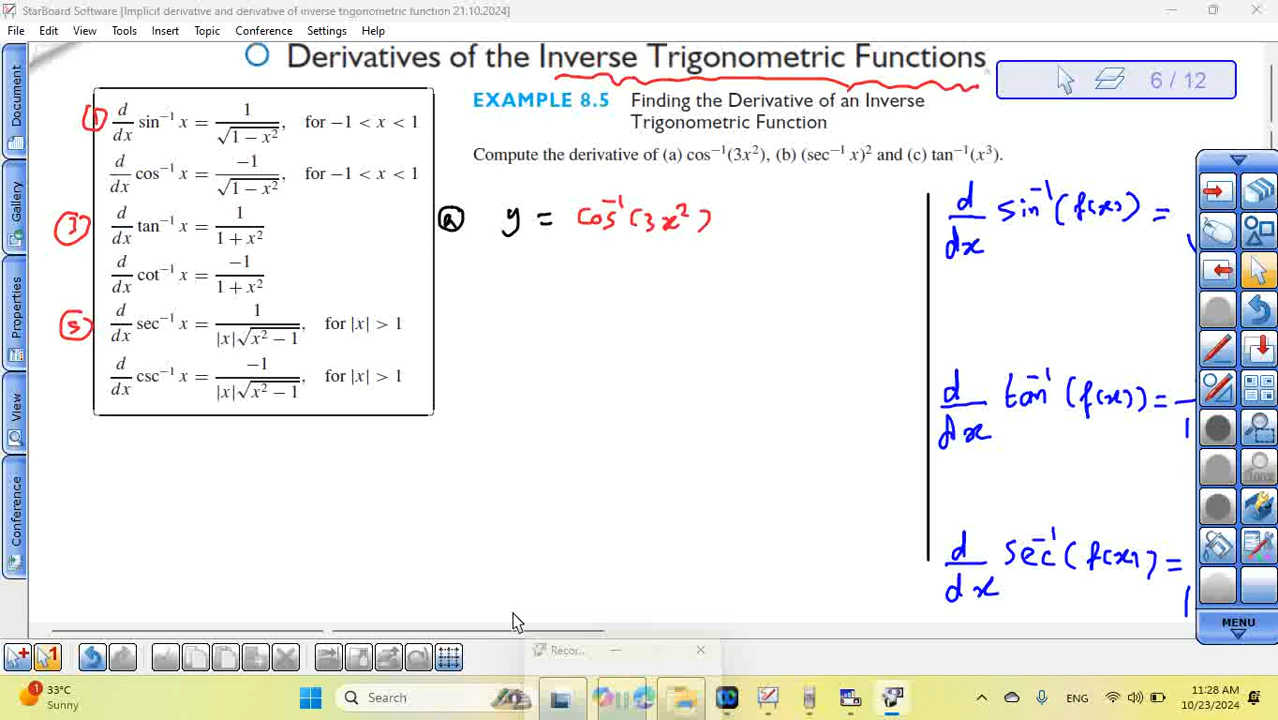 StarBoard Software [Implicit derivative and derivative of inverse trigonometric function 21.10.2024]
File Edit View Tools Insert Topic Conference Settings Help
Derivatives of the Inverse Trigonometric Functions
6 / 12
Document
Gallery
Properties
View
Conference
① d/dx sin⁻¹ x = 1/√(1 − x²), for −1 < x < 1
d/dx cos⁻¹ x = −1/√(1 − x²), for −1 < x < 1
③ d/dx tan⁻¹ x = 1/(1 + x²)
d/dx cot⁻¹ x = −1/(1 + x²)
⑤ d/dx sec⁻¹ x = 1/(|x|√(x² − 1)), for |x| > 1
d/dx csc⁻¹ x = −1/(|x|√(x² − 1)), for |x| > 1
EXAMPLE 8.5 Finding the Derivative of an Inverse
Trigonometric Function
Compute the derivative of (a) cos⁻¹(3x²), (b) (sec⁻¹ x)² and (c) tan⁻¹(x³).
ⓐ y = cos⁻¹(3x²)
d/dx sin⁻¹(f(x)) =
d/dx tan⁻¹(f(x)) =
d/dx sec⁻¹(f(x)) =
MENU
Recor...
33°C
Sunny
Search
ENG
11:28 AM
10/23/2024